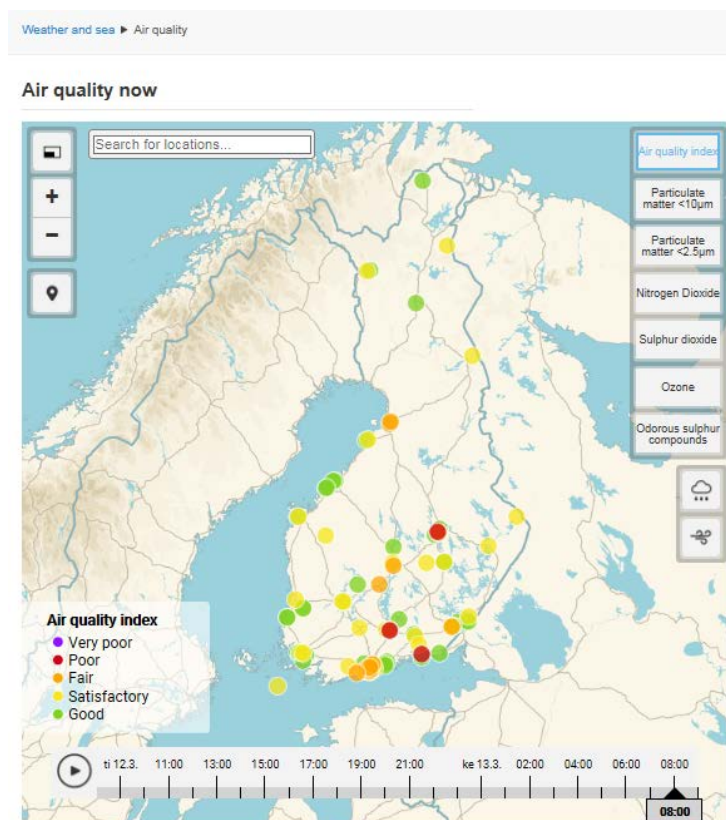 Weather and sea ▶ Air quality
Air quality now
Search for locations...
Air quality index
Particulate
matter <10µm
Particulate
matter <2.5µm
Nitrogen Dioxide
Sulphur dioxide
Ozone
Odorous sulphur
compounds
+
−
Air quality index
Very poor
Poor
Fair
Satisfactory
Good
ti 12.3. 11:00 13:00 15:00 17:00 19:00 21:00 ke 13.3. 02:00 04:00 06:00 08:00
08:00